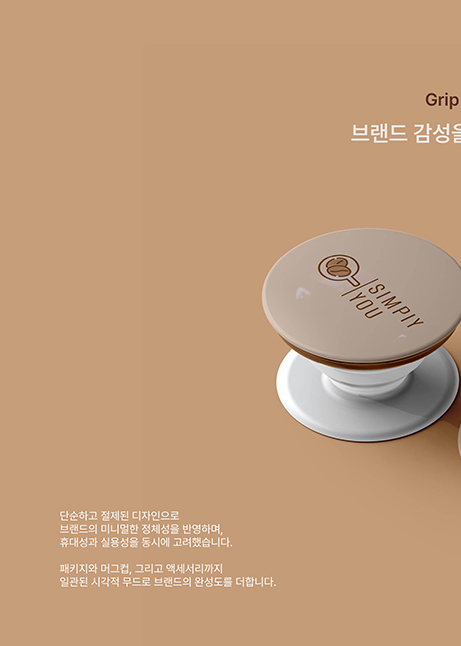 Grip
브랜드 감성을
SIMPIY
YOU
단순하고 절제된 디자인으로
브랜드의 미니멀한 정체성을 반영하며,
휴대성과 실용성을 동시에 고려했습니다.
패키지와 머그컵, 그리고 액세서리까지
일관된 시각적 무드로 브랜드의 완성도를 더합니다.